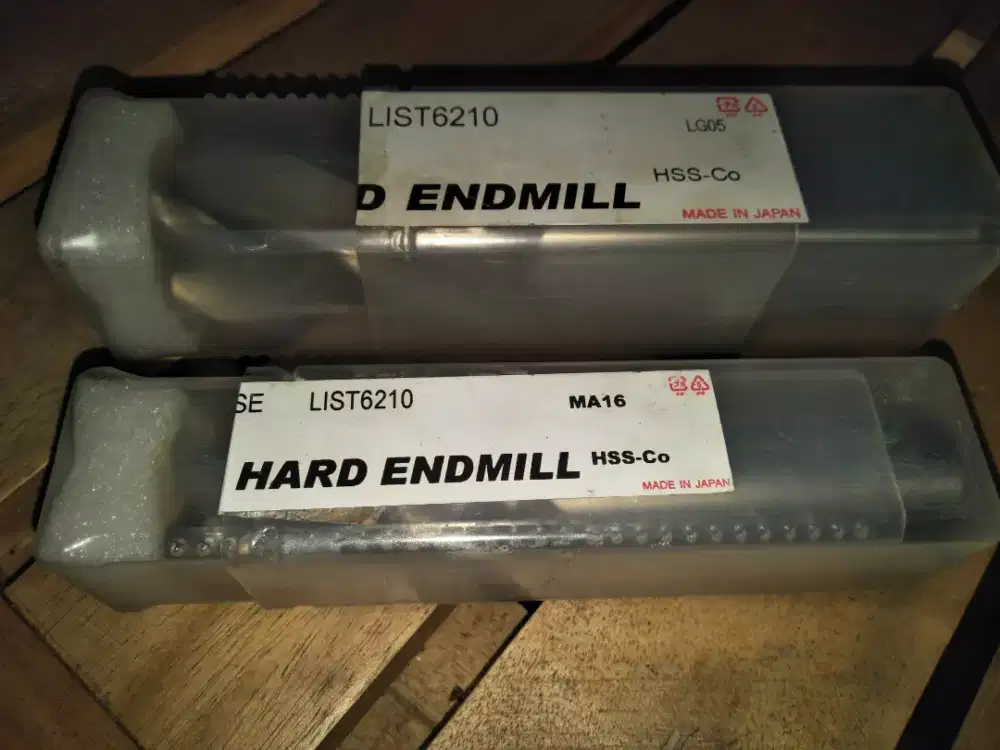 LIST6210
LG05
HSS-Co
D ENDMILL
MADE IN JAPAN
SE LIST6210 MA16
HARD ENDMILL HSS-Co
MADE IN JAPAN